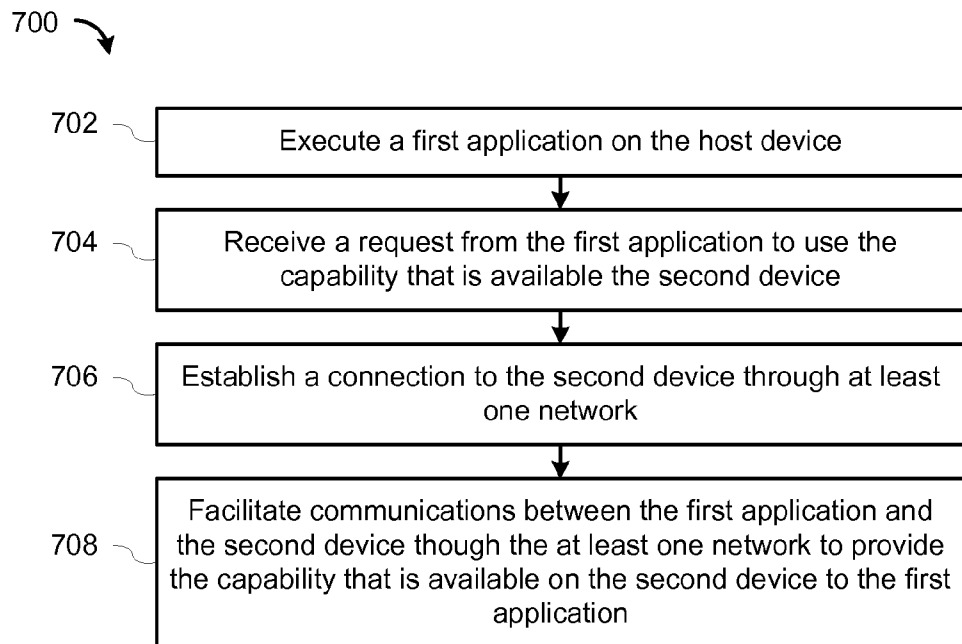 700
702
Execute a first application on the host device
704
Receive a request from the first application to use the
capability that is available the second device
706
Establish a connection to the second device through at least
one network
708
Facilitate communications between the first application and
the second device though the at least one network to provide
the capability that is available on the second device to the first
application